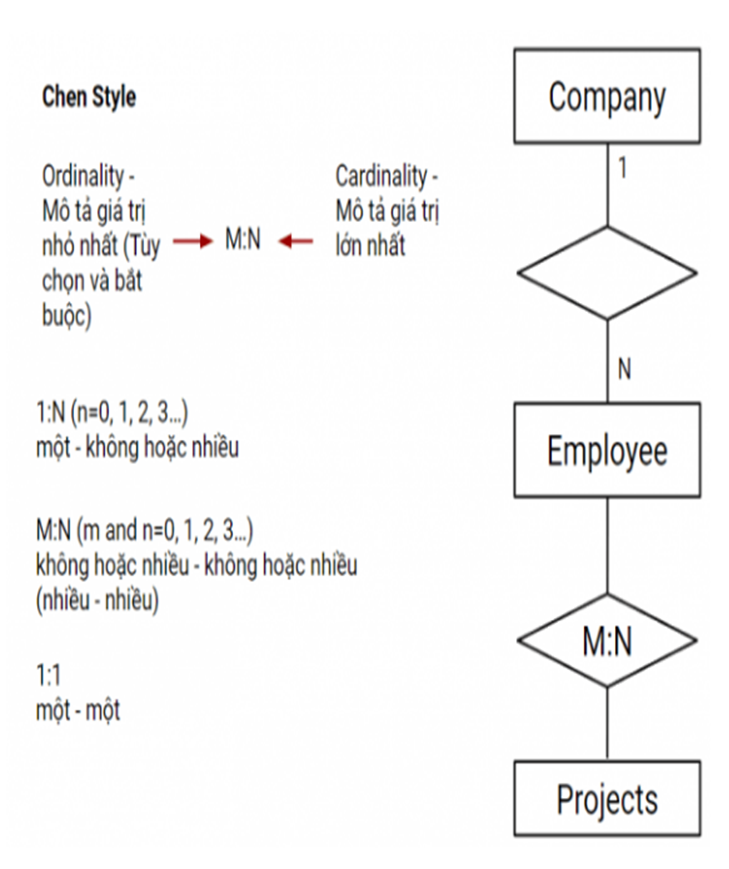 Chen Style
Ordinality -
Mô tả giá trị
nhỏ nhất (Tùy
chọn và bắt
buộc)
M:N
Cardinality -
Mô tả giá trị
lớn nhất
1:N (n=0, 1, 2, 3...)
một - không hoặc nhiều
M:N (m and n=0, 1, 2, 3...)
không hoặc nhiều - không hoặc nhiều
(nhiều - nhiều)
1:1
một - một
Company
1
N
Employee
M:N
Projects